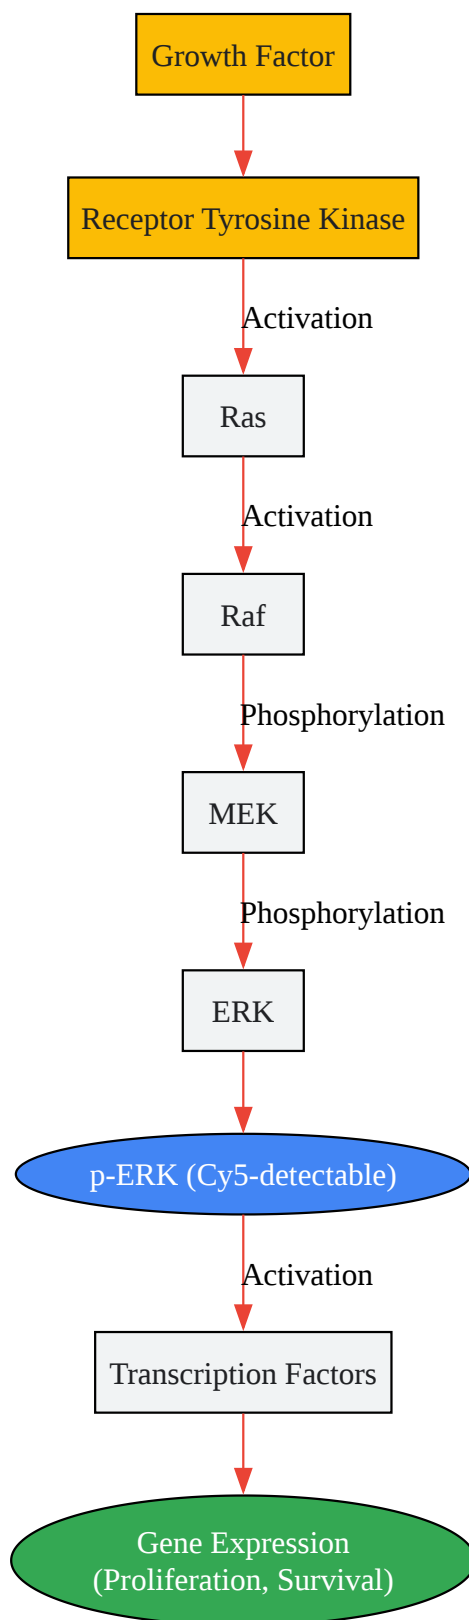 Growth Factor
Receptor Tyrosine Kinase
Activation
Ras
Activation
Raf
Phosphorylation
MEK
Phosphorylation
ERK
p-ERK (Cy5-detectable)
Activation
Transcription Factors
Gene Expression
(Proliferation, Survival)